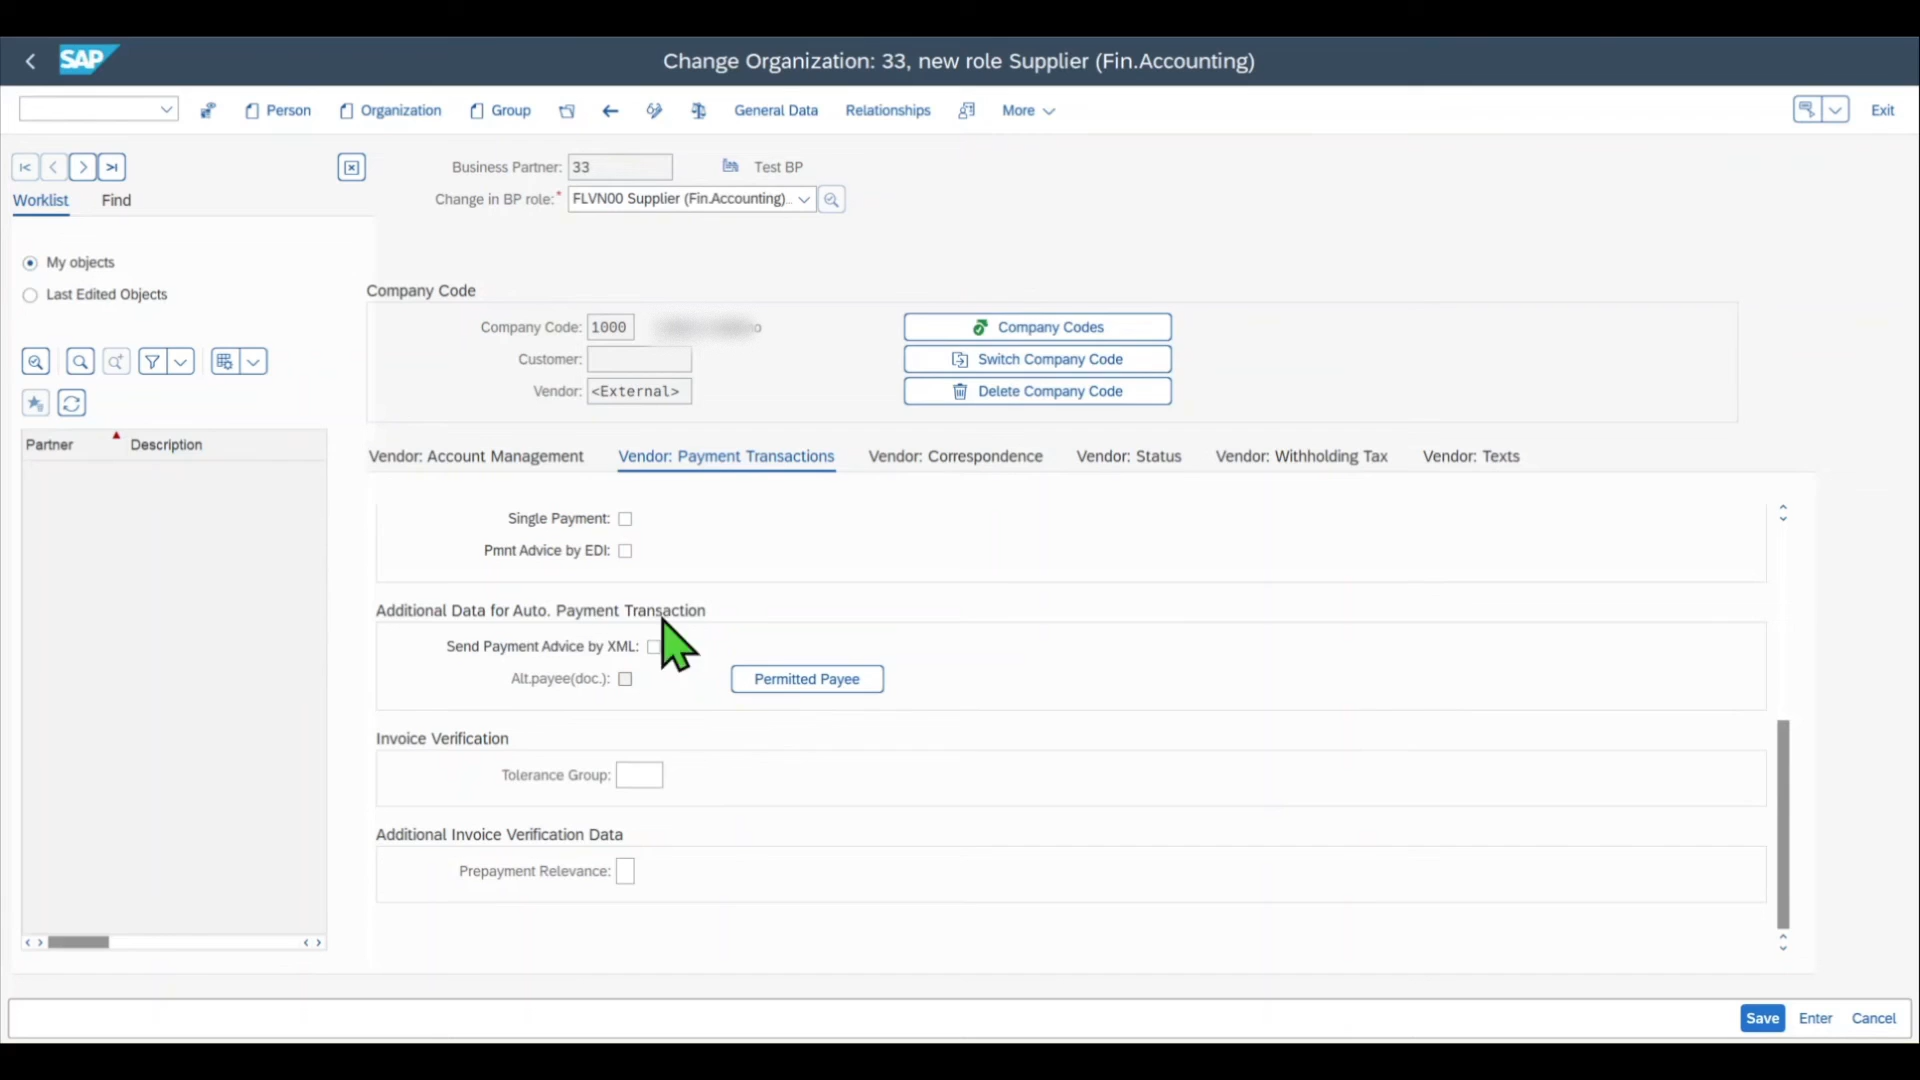 SAP
Change Organization: 33, new role Supplier (Fin.Accounting)
Person
Organization
Group
General Data
Relationships
More
Exit
Business Partner: 33
Test BP
Change in BP role:* FLVN00 Supplier (Fin.Accounting)...
Worklist
Find
My objects
Last Edited Objects
Partner
Description
Company Code
Company Code: 1000
Company Codes
Customer:
Switch Company Code
Vendor: <External>
Delete Company Code
Vendor: Account Management
Vendor: Payment Transactions
Vendor: Correspondence
Vendor: Status
Vendor: Withholding Tax
Vendor: Texts
Single Payment:
Pmnt Advice by EDI:
Additional Data for Auto. Payment Transaction
Send Payment Advice by XML:
Alt.payee(doc.):
Permitted Payee
Invoice Verification
Tolerance Group:
Additional Invoice Verification Data
Prepayment Relevance:
Save
Enter
Cancel